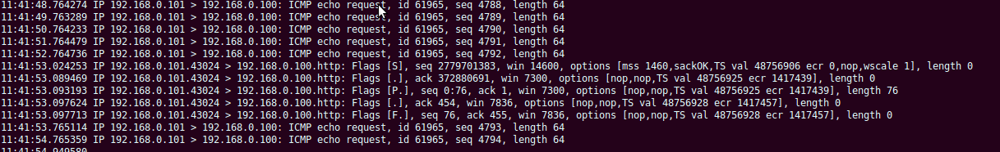 11:41:48.764274 IP 192.168.0.101 > 192.168.0.100: ICMP echo request, id 61965, seq 4788, length 64
11:41:49.763289 IP 192.168.0.101 > 192.168.0.100: ICMP echo request, id 61965, seq 4789, length 64
11:41:50.764233 IP 192.168.0.101 > 192.168.0.100: ICMP echo request, id 61965, seq 4790, length 64
11:41:51.764479 IP 192.168.0.101 > 192.168.0.100: ICMP echo request, id 61965, seq 4791, length 64
11:41:52.764736 IP 192.168.0.101 > 192.168.0.100: ICMP echo request, id 61965, seq 4792, length 64
11:41:53.024253 IP 192.168.0.101.43024 > 192.168.0.100.http: Flags [S], seq 2779701383, win 14600, options [mss 1460,sackOK,TS val 48756906 ecr 0,nop,wscale 1], length 0
11:41:53.089469 IP 192.168.0.101.43024 > 192.168.0.100.http: Flags [.], ack 372880691, win 7300, options [nop,nop,TS val 48756925 ecr 1417439], length 0
11:41:53.093193 IP 192.168.0.101.43024 > 192.168.0.100.http: Flags [P.], seq 0:76, ack 1, win 7300, options [nop,nop,TS val 48756925 ecr 1417439], length 76
11:41:53.097624 IP 192.168.0.101.43024 > 192.168.0.100.http: Flags [.], ack 454, win 7836, options [nop,nop,TS val 48756928 ecr 1417457], length 0
11:41:53.097713 IP 192.168.0.101.43024 > 192.168.0.100.http: Flags [F.], seq 76, ack 455, win 7836, options [nop,nop,TS val 48756928 ecr 1417457], length 0
11:41:53.765114 IP 192.168.0.101 > 192.168.0.100: ICMP echo request, id 61965, seq 4793, length 64
11:41:54.765359 IP 192.168.0.101 > 192.168.0.100: ICMP echo request, id 61965, seq 4794, length 64